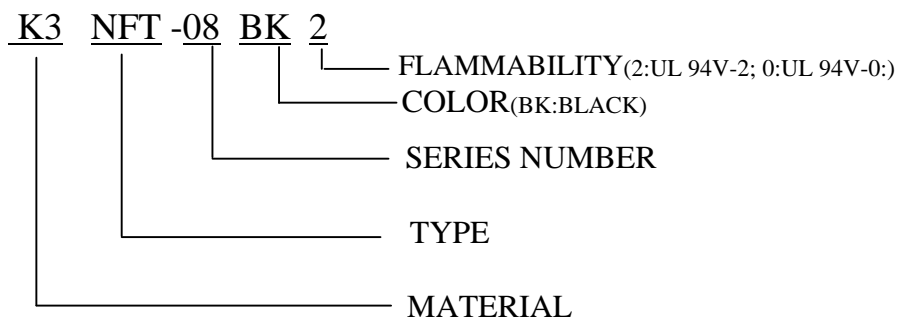 K3 NFT -08 BK 2
FLAMMABILITY(2:UL 94V-2; 0:UL 94V-0:)
COLOR(BK:BLACK)
SERIES NUMBER
TYPE
MATERIAL